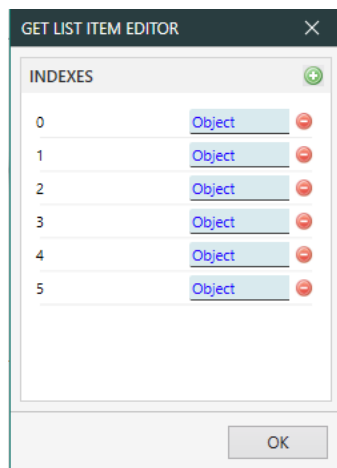 GET LIST ITEM EDITOR
INDEXES
0 Object
1 Object
2 Object
3 Object
4 Object
5 Object
OK